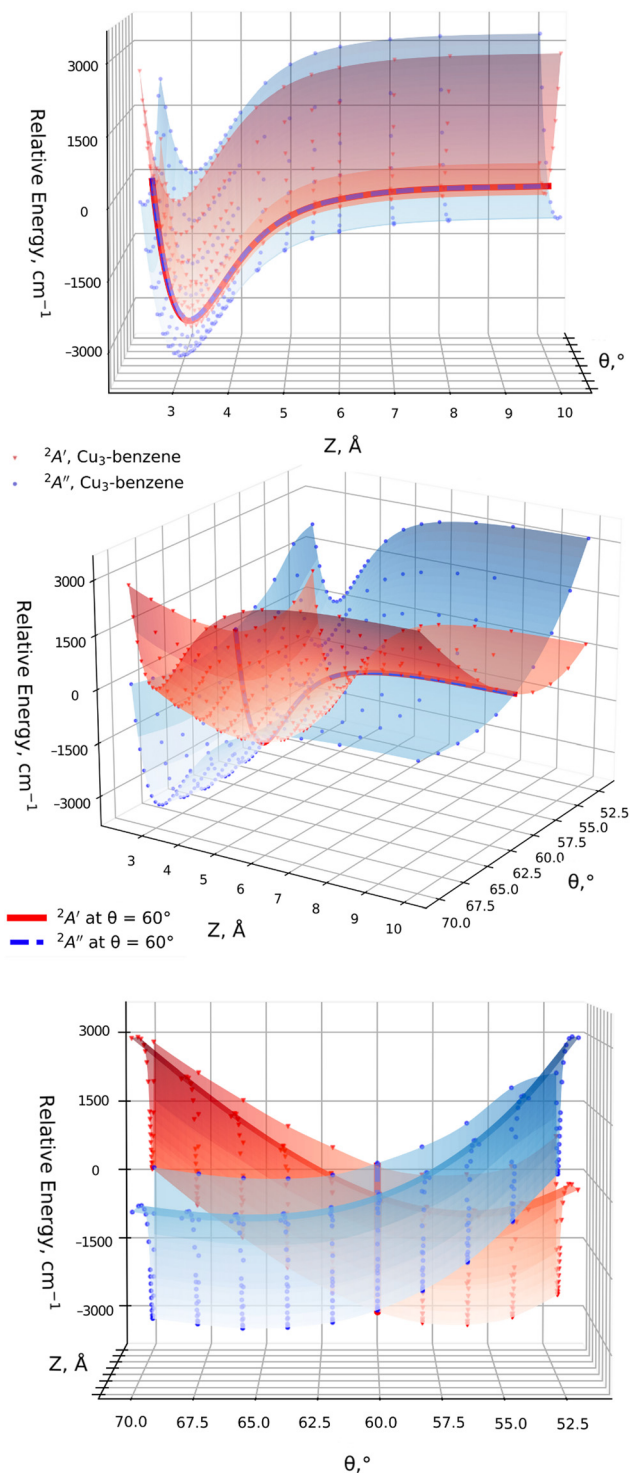 3000
1500
0
−1500
−3000
Relative Energy, cm⁻¹
3 4 5 6 7 8 9 10
Z, Å
θ,°
²A′, Cu₃-benzene
²A″, Cu₃-benzene
3000
1500
0
−1500
−3000
Relative Energy, cm⁻¹
3 4 5 6 7 8 9 10
Z, Å
52.5
55.0
57.5
60.0
62.5
65.0
67.5
70.0
θ,°
²A′ at θ = 60°
²A″ at θ = 60°
3000
1500
0
−1500
−3000
Relative Energy, cm⁻¹
Z, Å
70.0 67.5 65.0 62.5 60.0 57.5 55.0 52.5
θ,°